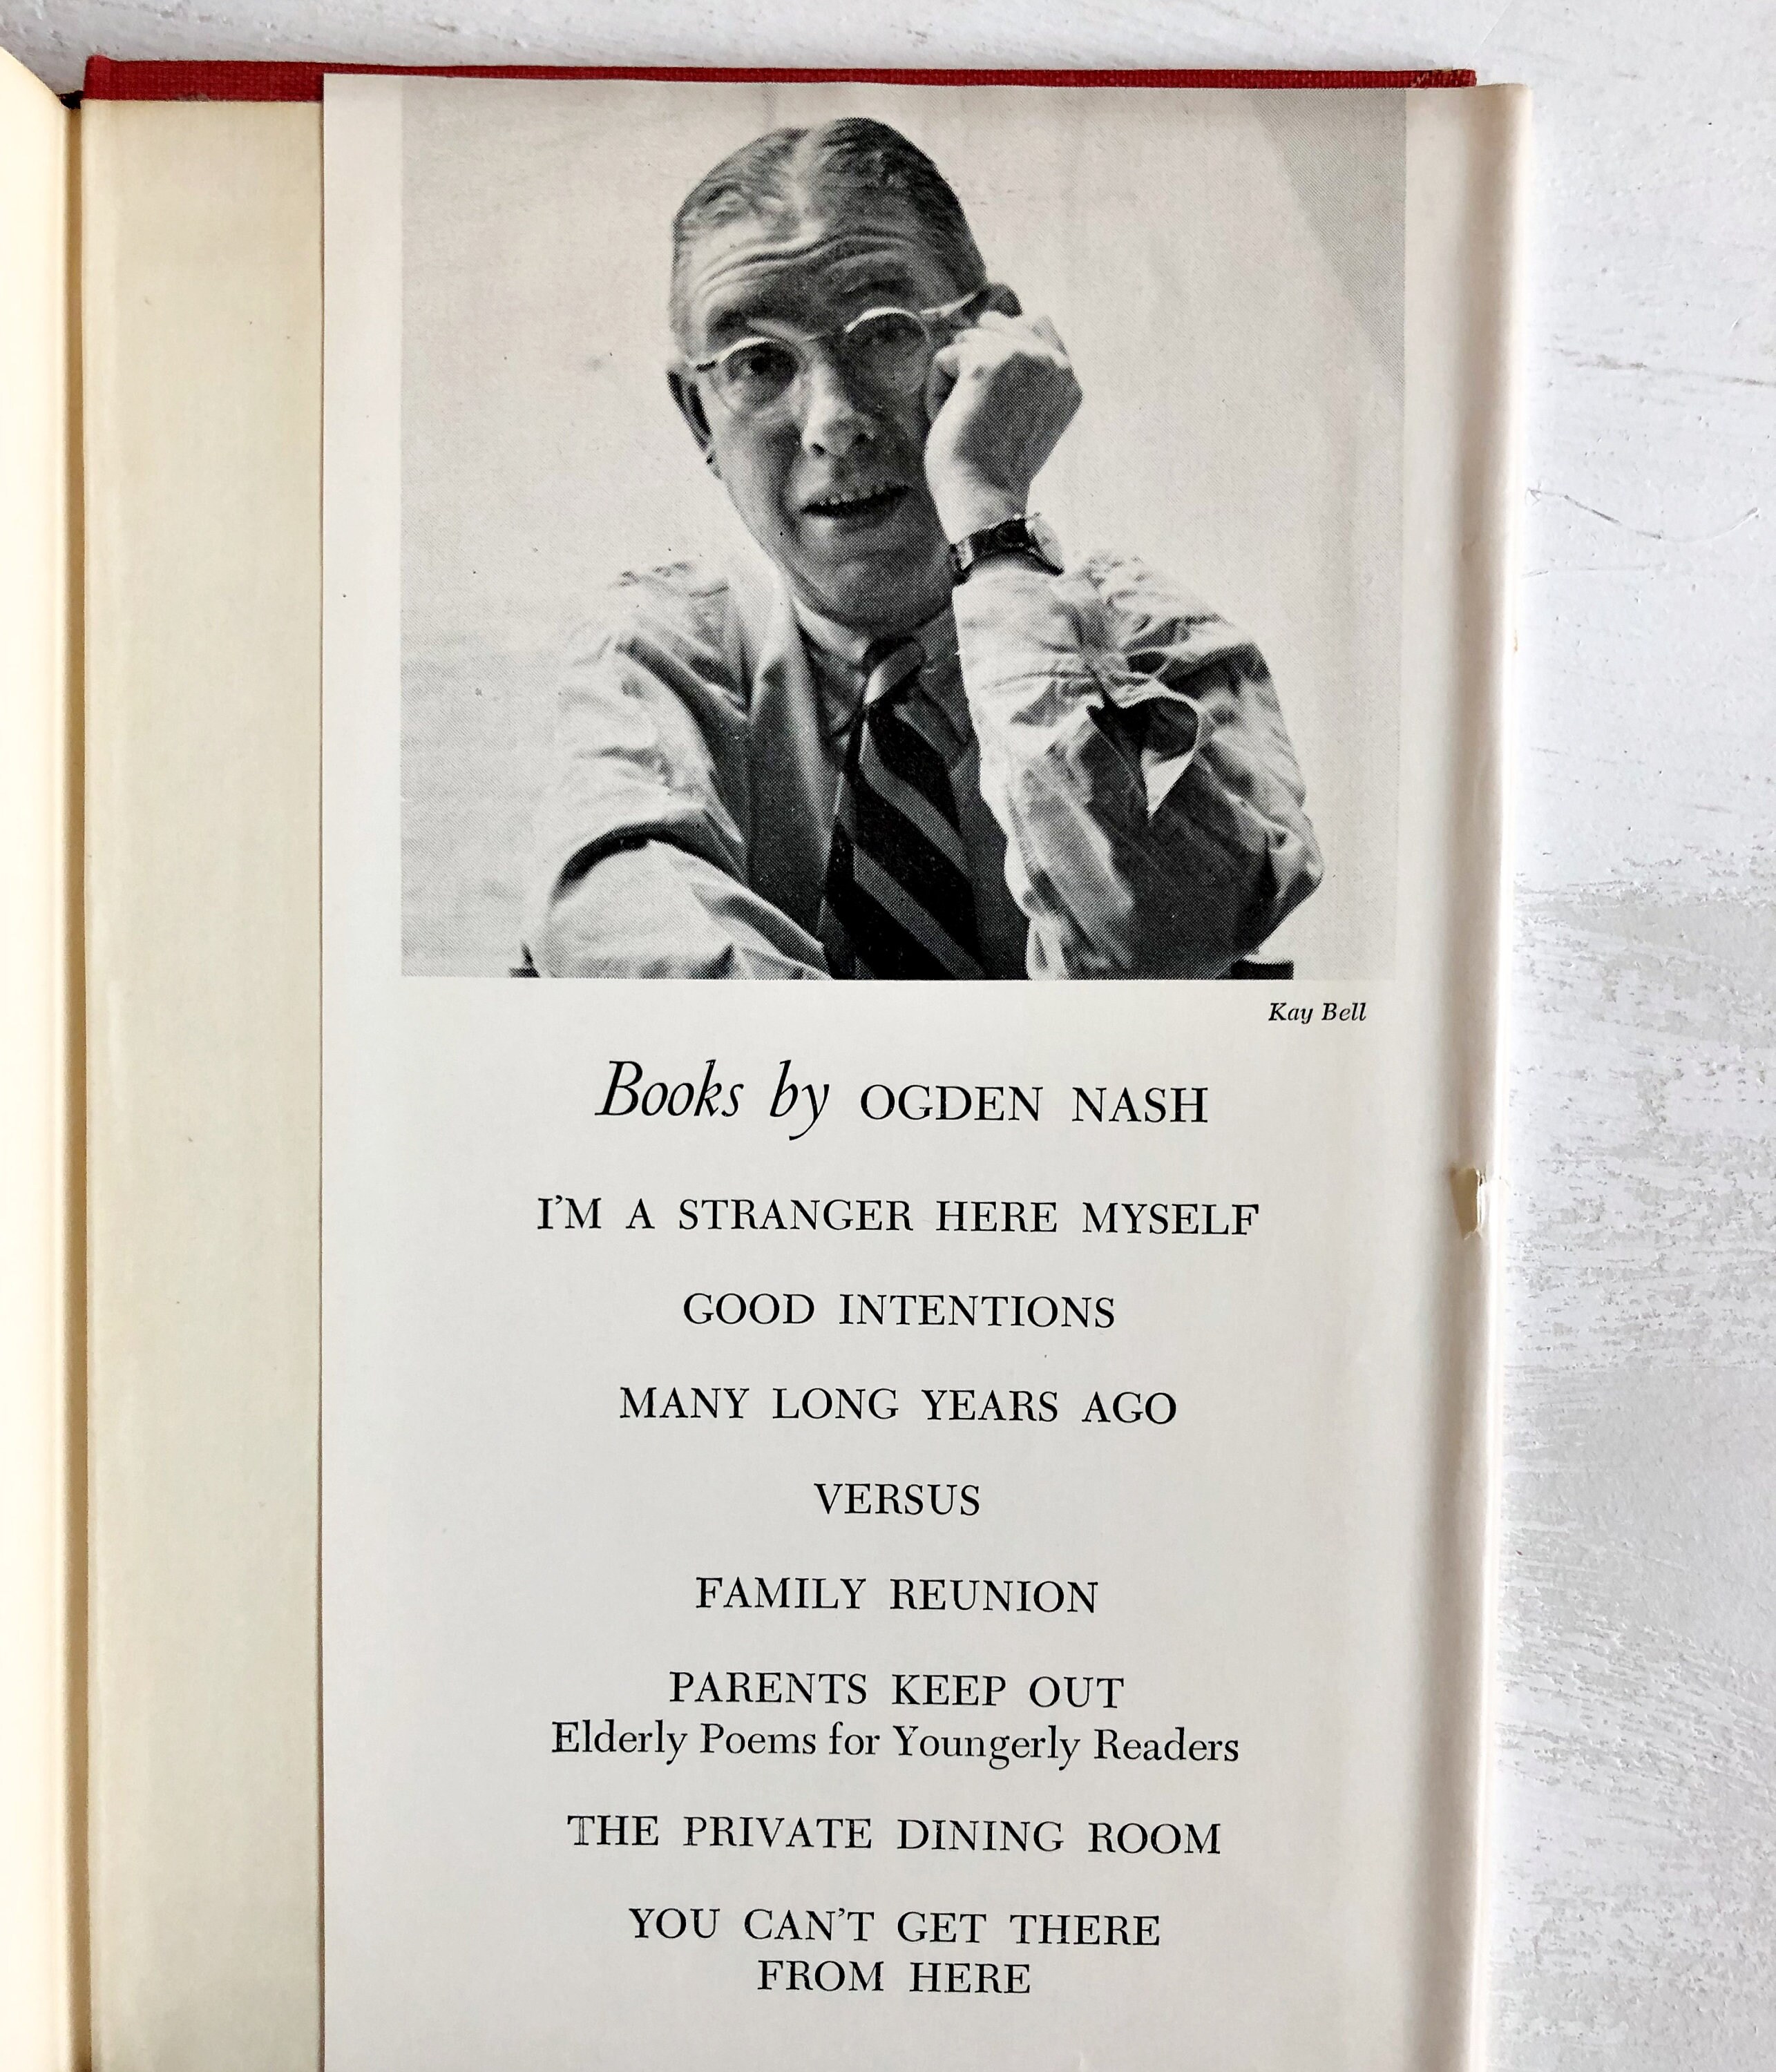 Kay Bell
Books by OGDEN NASH
I'M A STRANGER HERE MYSELF
GOOD INTENTIONS
MANY LONG YEARS AGO
VERSUS
FAMILY REUNION
PARENTS KEEP OUT
Elderly Poems for Youngerly Readers
THE PRIVATE DINING ROOM
YOU CAN'T GET THERE
FROM HERE